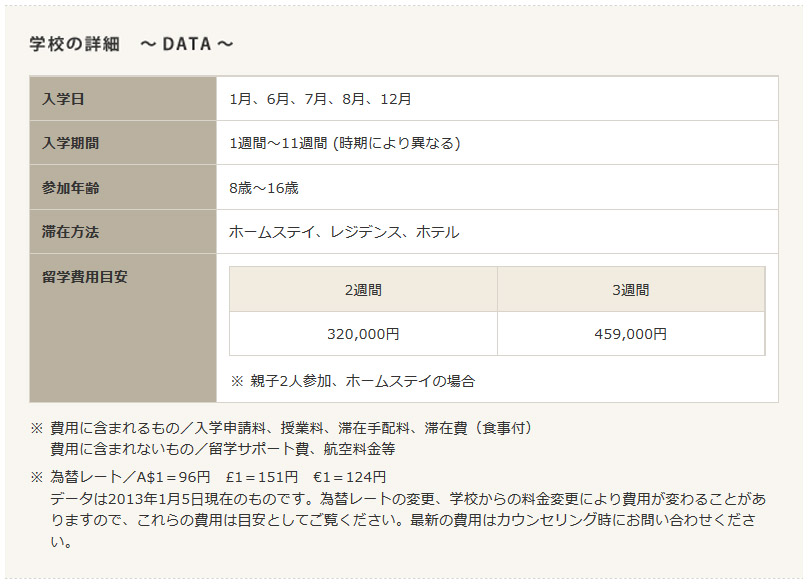 学校の詳細　～ DATA ～
入学日
1月、6月、7月、8月、12月
入学期間
1週間～11週間 (時期により異なる)
参加年齢
8歳～16歳
滞在方法
ホームステイ、レジデンス、ホテル
留学費用目安
2週間
3週間
320,000円
459,000円
※ 親子2人参加、ホームステイの場合
※ 費用に含まれるもの／入学申請料、授業料、滞在手配料、滞在費（食事付）
費用に含まれないもの／留学サポート費、航空料金等
※ 為替レート／A$1＝96円　£1＝151円　€1＝124円
データは2013年1月5日現在のものです。為替レートの変更、学校からの料金変更により費用が変わることがあ
りますので、これらの費用は目安としてご覧ください。最新の費用はカウンセリング時にお問い合わせくださ
い。